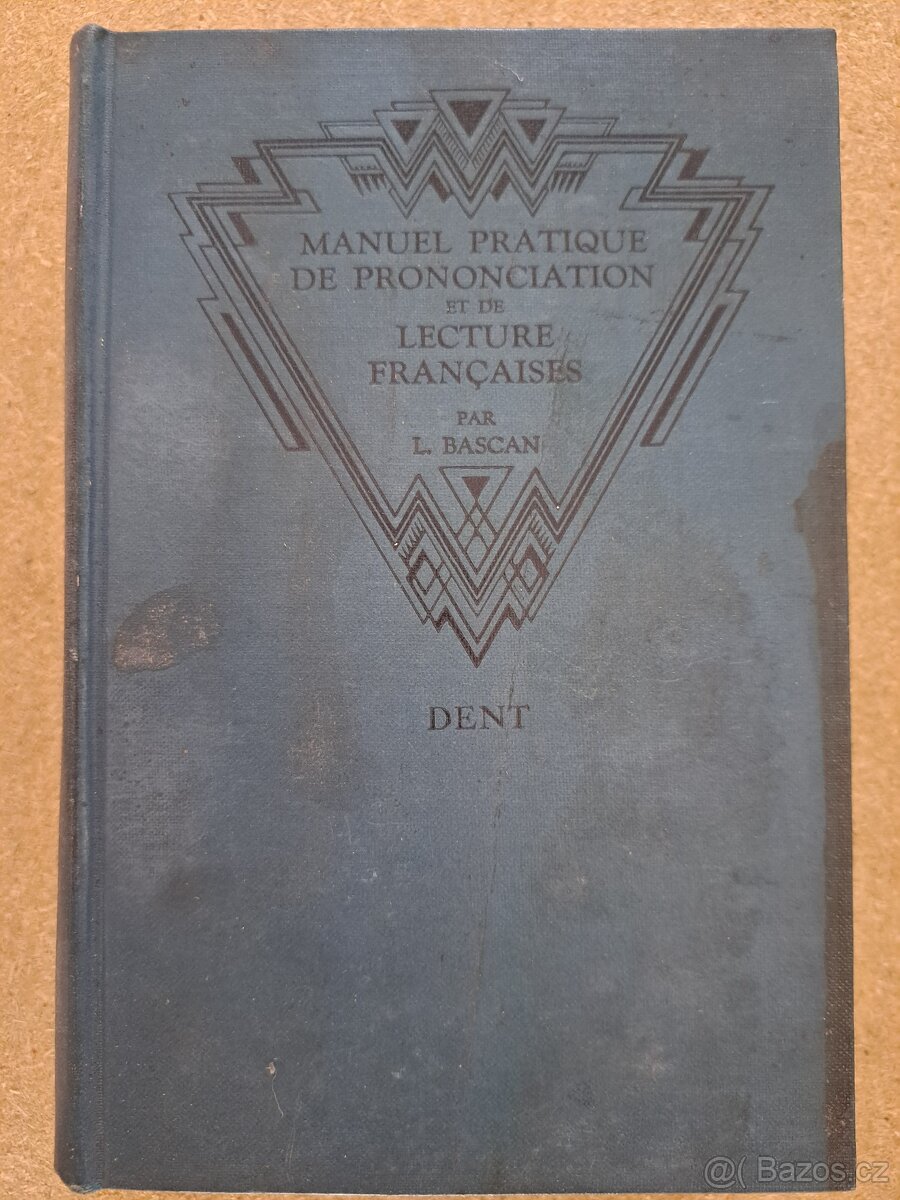 MANUEL PRATIQUE
DE PRONONCIATION
ET DE
LECTURE
FRANÇAISES
PAR
L. BASCAN
DENT
@( Bazos.cz